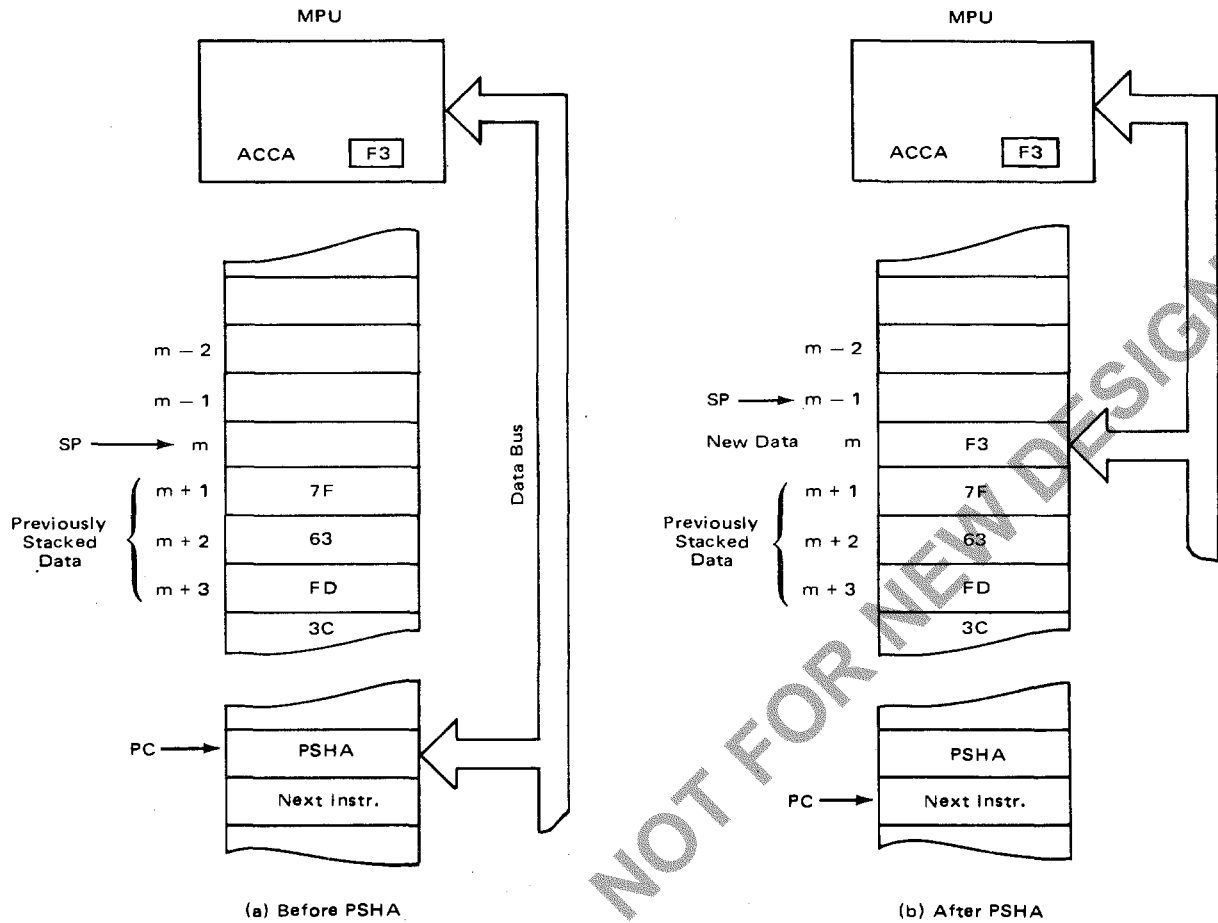 MPU
ACCA
F3
m – 2
m – 1
SP
m
m + 1
7F
Previously
Stacked
Data
m + 2
63
m + 3
FD
3C
Data Bus
PC
PSHA
Next Instr.
(a) Before PSHA
MPU
ACCA
F3
m – 2
SP
m – 1
New Data
m
F3
m + 1
7F
Previously
Stacked
Data
m + 2
63
m + 3
FD
3C
PSHA
PC
Next Instr.
(b) After PSHA
NOT FOR NEW DESIGN